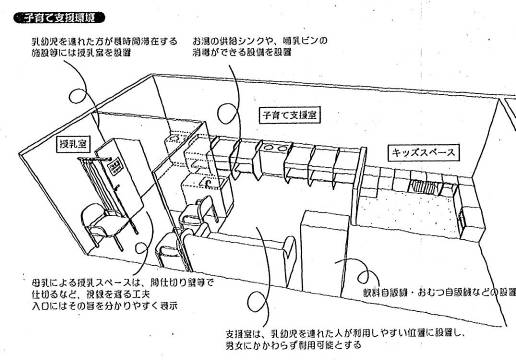 子育て支援環境
乳幼児を連れた方が長時間滞在する
施設等には授乳室を設置
お湯の供給シンクや、哺乳ビンの
消毒ができる設備を設置
子育て支援室
授乳室
キッズスペース
母乳による授乳スペースは、間仕切り壁等で
仕切るなど、視線を遮る工夫
入口にはその旨を分かりやすく表示
飲料自販機・おむつ自販機などの設置
支援室は、乳幼児を連れた人が利用しやすい位置に設置し、
男女にかかわらず利用可能とする